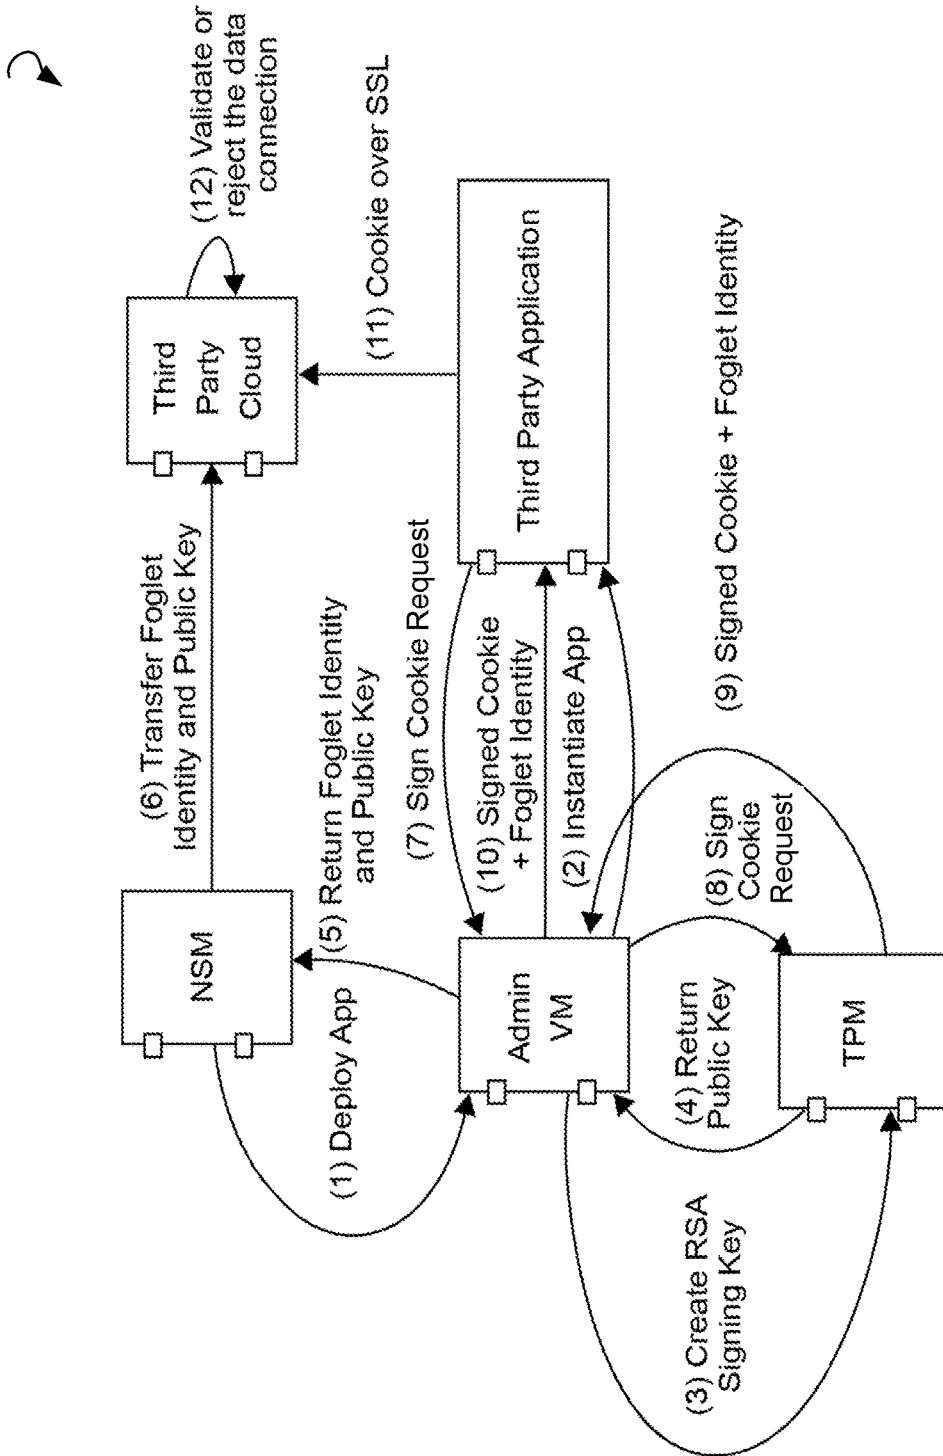 (12) Validate or
reject the data
connection
Third
Party
Cloud
(11) Cookie over SSL
(6) Transfer Foglet
Identity and Public Key
NSM
(5) Return Foglet Identity
and Public Key
(1) Deploy App
(7) Sign Cookie Request
Third Party Application
(10) Signed Cookie
+ Foglet Identity
(2) Instantiate App
Admin
VM
(9) Signed Cookie + Foglet Identity
(8) Sign
Cookie
Request
(4) Return
Public Key
TPM
(3) Create RSA
Signing Key